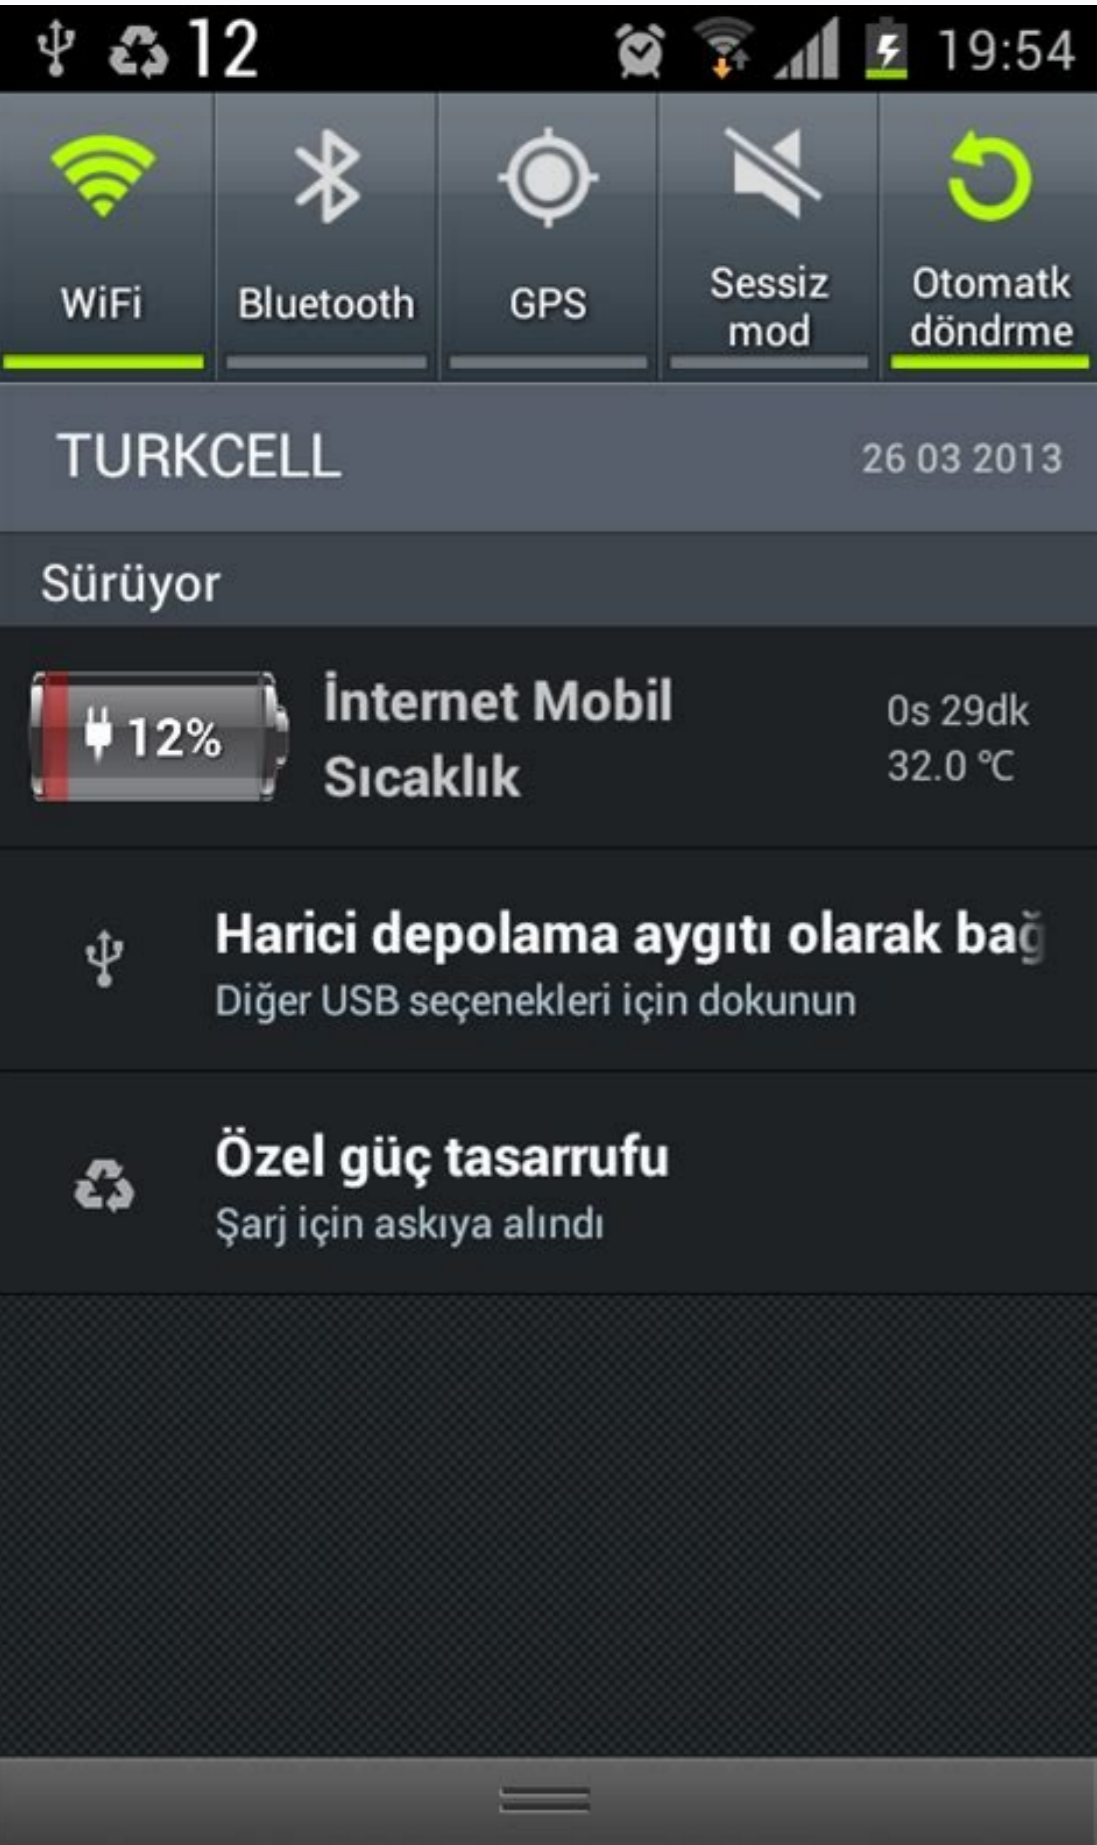 12 19:54
WiFi
Bluetooth
GPS
Sessiz
mod
Otomatk
döndrme
TURKCELL 26 03 2013
Sürüyor
12%
İnternet Mobil 0s 29dk
Sıcaklık 32.0 °C
Harici depolama aygıtı olarak bağ
Diğer USB seçenekleri için dokunun
Özel güç tasarrufu
Şarj için askıya alındı